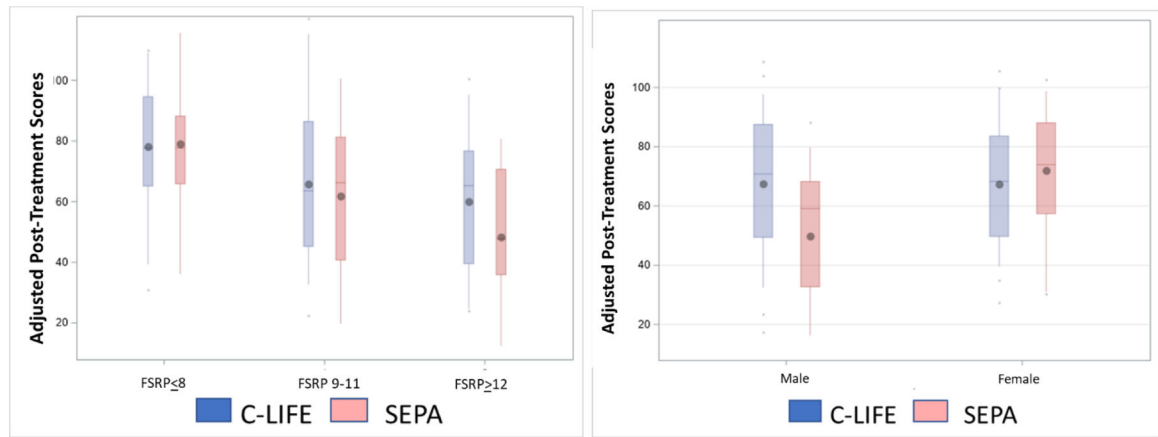 Adjusted Post-Treatment Scores
100
80
60
40
20
FSRP≤8
FSRP 9-11
FSRP≥12
C-LIFE
SEPA
Adjusted Post-Treatment Scores
100
80
60
40
20
Male
Female
C-LIFE
SEPA